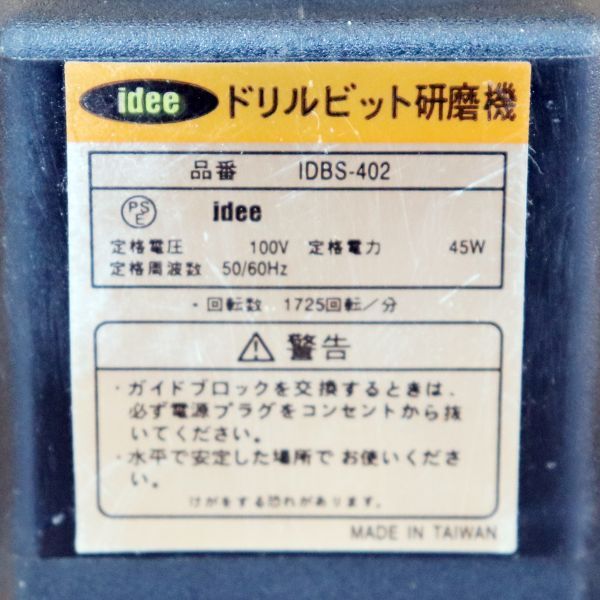 idee ドリルビット研磨機
品番 IDBS-402
PSE idee
定格電圧 100V 定格電力 45W
定格周波数 50/60Hz
・回転数 1725回転/分
警告
・ガイドブロックを交換するときは、
必ず電源プラグをコンセントから抜
いてください。
・水平で安定した場所でお使いくださ
い。
けがをする恐れがあります。
MADE IN TAIWAN